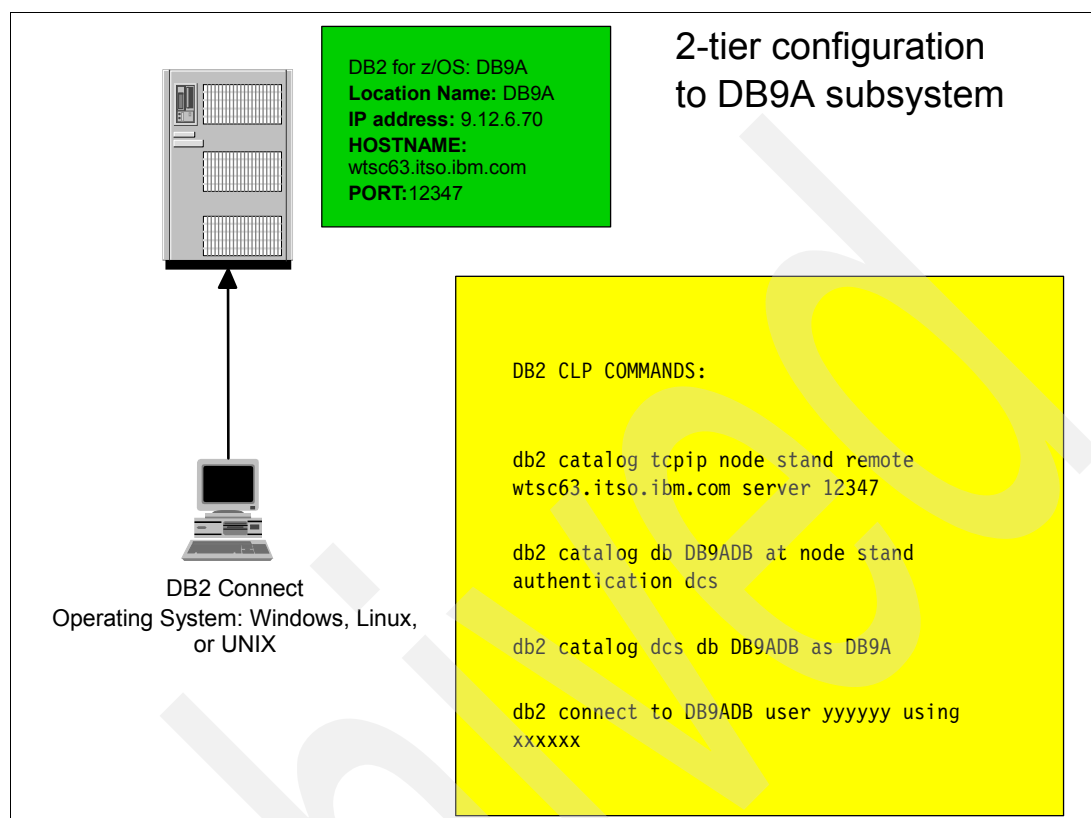 2-tier configuration
to DB9A subsystem
DB2 for z/OS: DB9A
Location Name: DB9A
IP address: 9.12.6.70
HOSTNAME:
wtsc63.itso.ibm.com
PORT:12347
DB2 CLP COMMANDS:
db2 catalog tcpip node stand remote
wtsc63.itso.ibm.com server 12347
db2 catalog db DB9ADB at node stand
authentication dcs
db2 catalog dcs db DB9ADB as DB9A
db2 connect to DB9ADB user yyyyyy using
xxxxxx
DB2 Connect
Operating System: Windows, Linux,
or UNIX